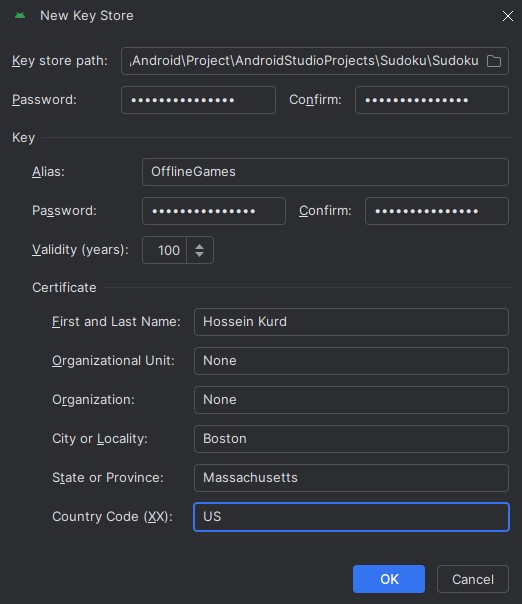 New Key Store
Key store path: ,Android\Project\AndroidStudioProjects\Sudoku\Sudoku
Password: ••••••••••••••• Confirm: •••••••••••••••
Key
Alias: OfflineGames
Password: ••••••••••••••• Confirm: •••••••••••••••
Validity (years): 100
Certificate
First and Last Name: Hossein Kurd
Organizational Unit: None
Organization: None
City or Locality: Boston
State or Province: Massachusetts
Country Code (XX): US
OK Cancel